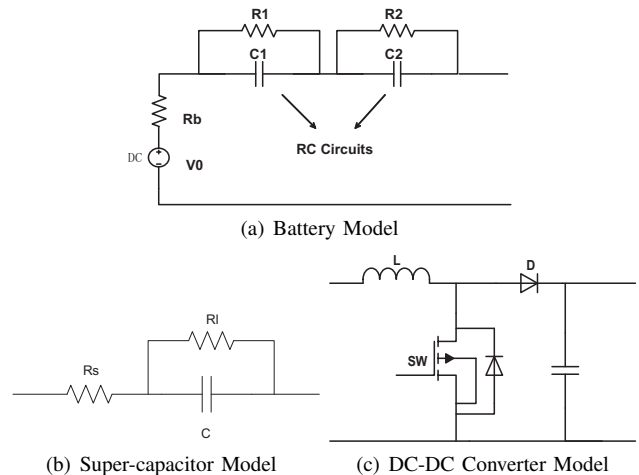 R1 R2
C1 C2
Rb
RC Circuits
DC V0
(a) Battery Model
L D
Rl
Rs
SW
C
(b) Super-capacitor Model (c) DC-DC Converter Model